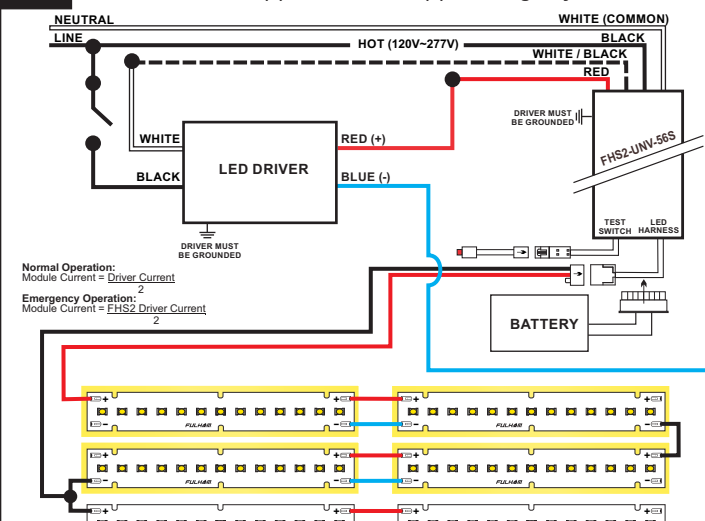 NEUTRAL
WHITE (COMMON)
LINE
BLACK
HOT (120V~277V)
WHITE / BLACK
RED
DRIVER MUST
BE GROUNDED
FHS2-UNV-56S
WHITE
RED (+)
LED DRIVER
BLACK
BLUE (-)
TEST
SWITCH
LED
HARNESS
DRIVER MUST
BE GROUNDED
Normal Operation:
Module Current = Driver Current
2
Emergency Operation:
Module Current = FHS2 Driver Current
2
BATTERY
+ + + +
FULHAM FULHAM
- - - -
+ + + +
FULHAM FULHAM
- - - -
+ + + +